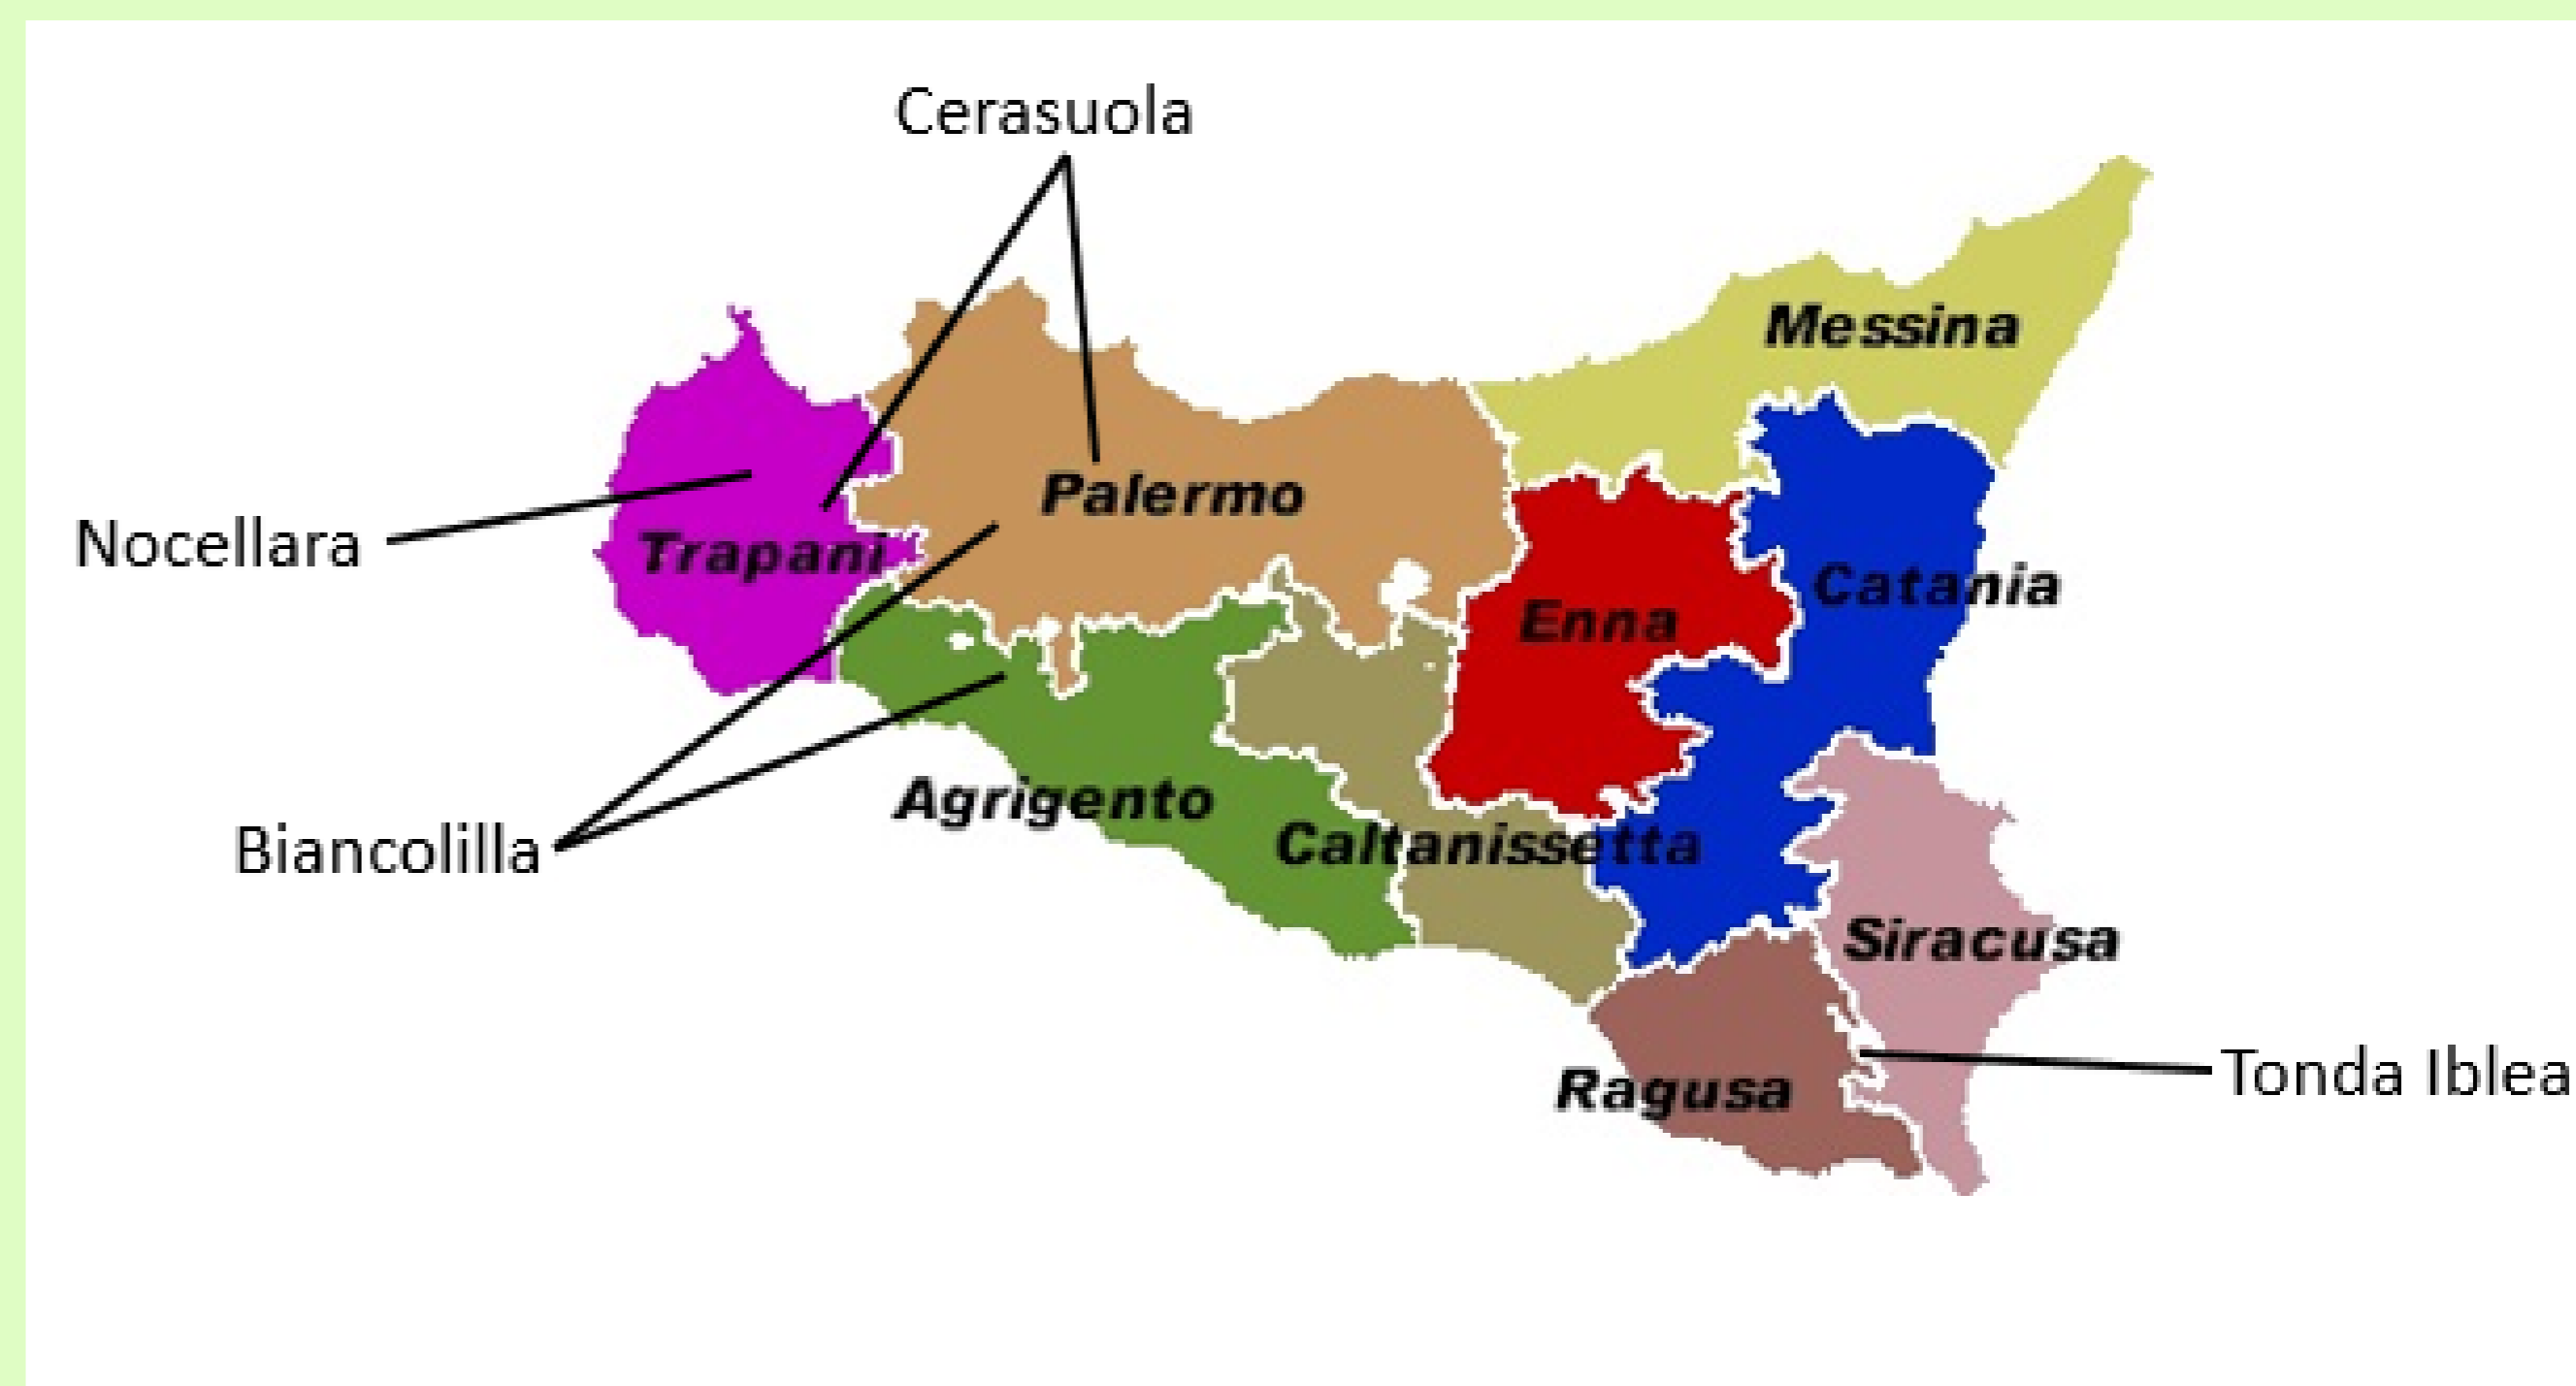 Cerasuola
Messina
Palermo
Nocellara
Trapani
Catania
Enna
Agrigento
Caltanissetta
Biancolilla
Siracusa
Tonda Iblea
Ragusa